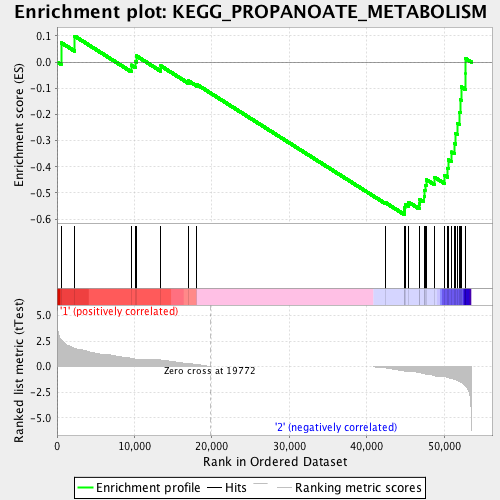 Enrichment plot: KEGG_PROPANOATE_METABOLISM
Enrichment score (ES)
0.1
0.0
-0.1
-0.2
-0.3
-0.4
-0.5
-0.6
'1' (positively correlated)
Ranked list metric (tTest)
5.0
2.5
0.0
-2.5
-5.0
Zero cross at 19772
'2' (negatively correlated)
0
10,000
20,000
30,000
40,000
50,000
Rank in Ordered Dataset
Enrichment profile
Hits
Ranking metric scores